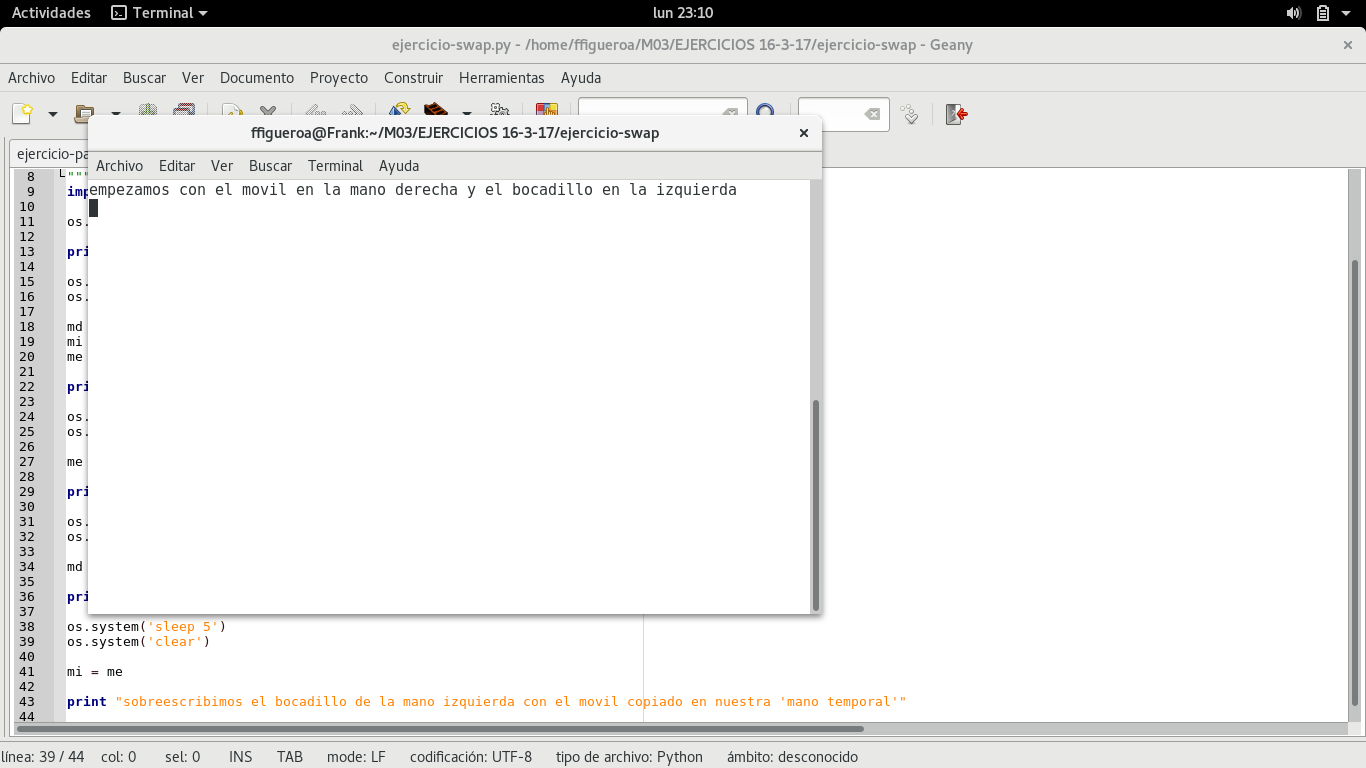 Actividades Terminal lun 23:10
ejercicio-swap.py - /home/ffigueroa/M03/EJERCICIOS 16-3-17/ejercicio-swap - Geany ×
Archivo Editar Buscar Ver Documento Proyecto Construir Herramientas Ayuda
ffigueroa@Frank:~/M03/EJERCICIOS 16-3-17/ejercicio-swap ×
Archivo Editar Ver Buscar Terminal Ayuda
empezamos con el movil en la mano derecha y el bocadillo en la izquierda
ejercicio-pa
8 """
9 imp
10
11 os.
12
13 pri
14
15 os.
16 os.
17
18 md
19 mi
20 me
21
22 pri
23
24 os.
25 os.
26
27 me
28
29 pri
30
31 os.
32 os.
33
34 md
35
36 pri
37
38 os.system('sleep 5')
39 os.system('clear')
40
41 mi = me
42
43 print "sobreescribimos el bocadillo de la mano izquierda con el movil copiado en nuestra 'mano temporal'"
44
línea: 39 / 44 col: 0 sel: 0 INS TAB mode: LF codificación: UTF-8 tipo de archivo: Python ámbito: desconocido